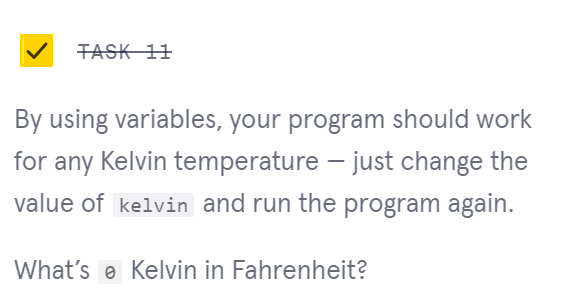 TASK 11
By using variables, your program should work
for any Kelvin temperature — just change the
value of kelvin and run the program again.
What’s 0 Kelvin in Fahrenheit?